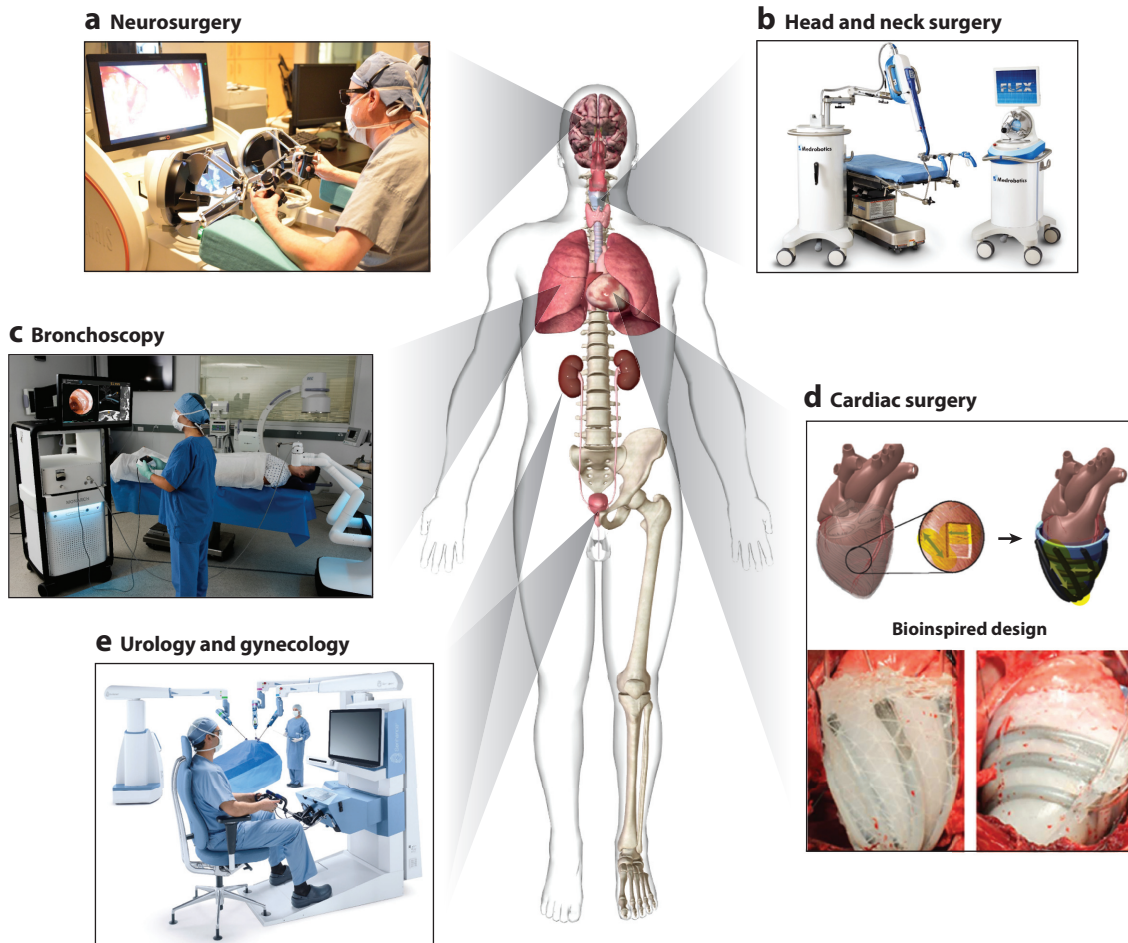 a Neurosurgery
b Head and neck surgery
FLEX
Medrobotics
Medrobotics
c Bronchoscopy
d Cardiac surgery
Bioinspired design
e Urology and gynecology